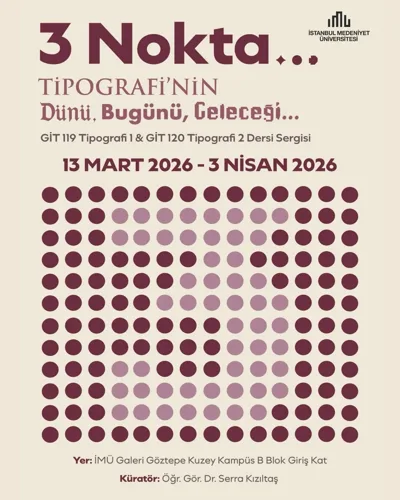 3 Nokta...
İSTANBUL MEDENİYET
ÜNİVERSİTESİ
TİPOGRAFİ'NİN
Dünü, Bugünü, Geleceği...
GİT 119 Tipografi 1 & GİT 120 Tipografi 2 Dersi Sergisi
13 MART 2026 - 3 NİSAN 2026
Yer: İMÜ Galeri Göztepe Kuzey Kampüs B Blok Giriş Kat
Küratör: Öğr. Gör. Dr. Serra Kızıltaş